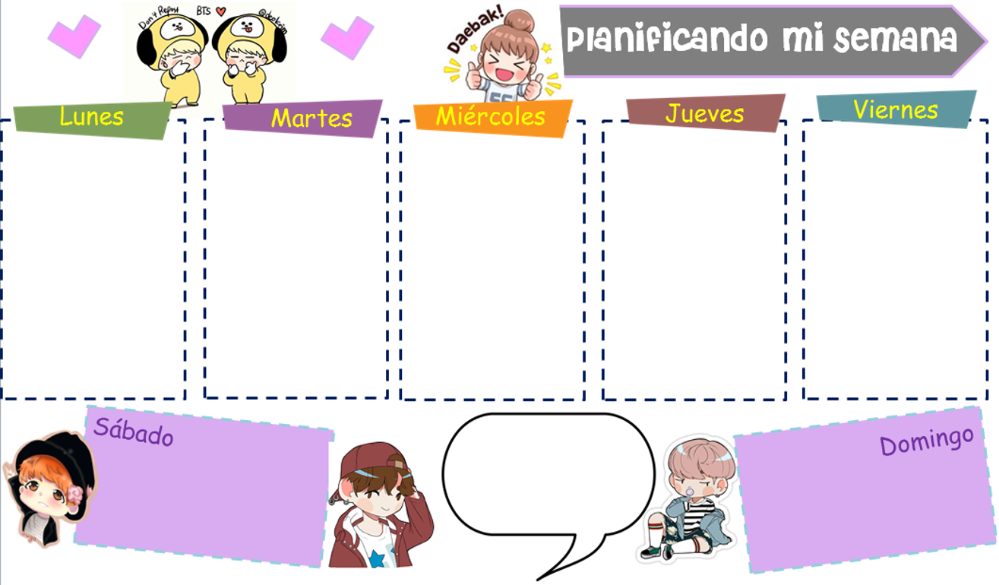 Don't Repost
BTS
Daebak!
planificando mi semana
Lunes
Martes
Miércoles
Jueves
Viernes
Sábado
Domingo